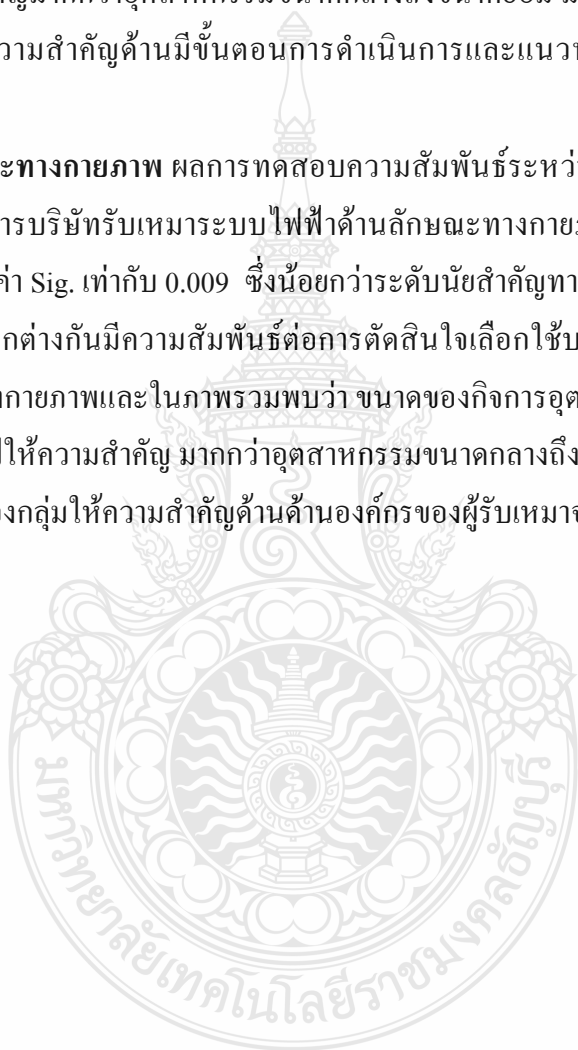 วามสำคัญด้านมีขั้นตอนการดำเนินการและแนวท
ะทางกายภาพ ผลการทดสอบความสัมพันธ์ระหว่
ารบริษัทรับเหมาระบบไฟฟ้าด้านลักษณะทางกายภ
ค่า Sig. เท่ากับ 0.009 ซึ่งน้อยกว่าระดับนัยสำคัญทา
กต่างกันมีความสัมพันธ์ต่อการตัดสินใจเลือกใช้บ
กายภาพและในภาพรวมพบว่า ขนาดของกิจการอุต
ให้ความสำคัญ มากกว่าอุตสาหกรรมขนาดกลางถึง
งกลุ่มให้ความสำคัญด้านด้านองค์กรของผู้รับเหมาจ
มหาวิทยาลัยเทคโนโลยีราชมงคลธัญบุรี